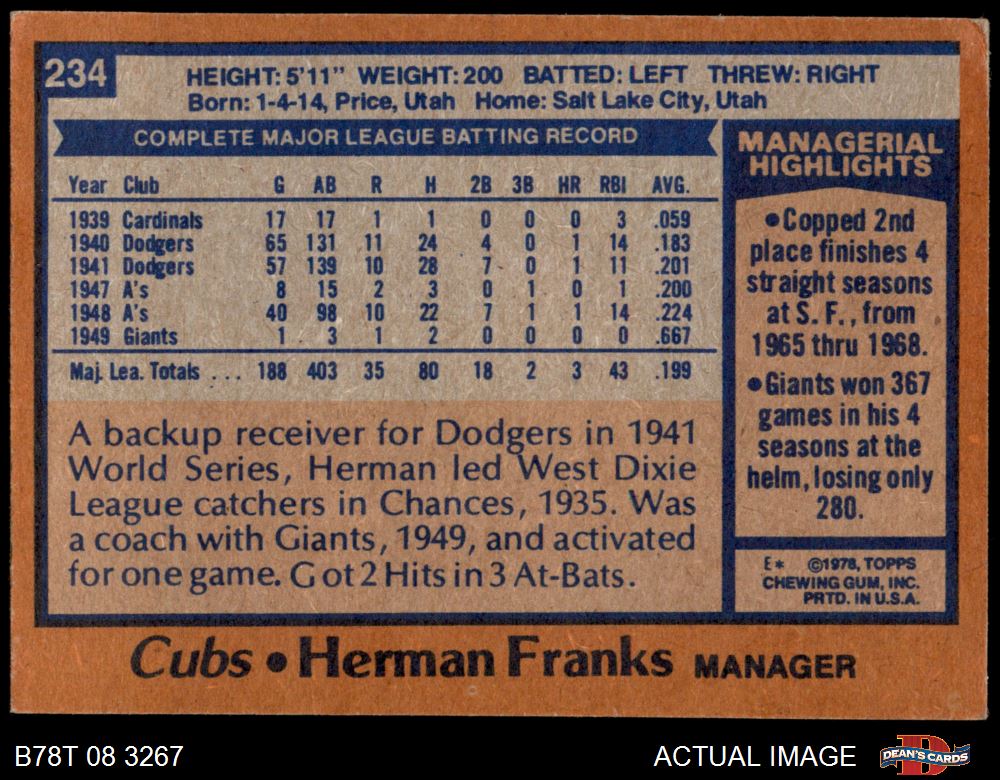 234
HEIGHT: 5'11" WEIGHT: 200 BATTED: LEFT THREW: RIGHT
Born: 1-4-14, Price, Utah Home: Salt Lake City, Utah
COMPLETE MAJOR LEAGUE BATTING RECORD
Year Club G AB R H 2B 3B HR RBI AVG.
1939 Cardinals 17 17 1 1 0 0 0 3 .059
1940 Dodgers 65 131 11 24 4 0 1 14 .183
1941 Dodgers 57 139 10 28 7 0 1 11 .201
1947 A's 8 15 2 3 0 1 0 1 .200
1948 A's 40 98 10 22 7 1 1 14 .224
1949 Giants 1 3 1 2 0 0 0 0 .667
Maj. Lea. Totals ... 188 403 35 80 18 2 3 43 .199
A backup receiver for Dodgers in 1941
World Series, Herman led West Dixie
League catchers in Chances, 1935. Was
a coach with Giants, 1949, and activated
for one game. Got 2 Hits in 3 At-Bats.
MANAGERIAL
HIGHLIGHTS
•Copped 2nd
place finishes 4
straight seasons
at S. F., from
1965 thru 1968.
•Giants won 367
games in his 4
seasons at the
helm, losing only
280.
E* ©1978, TOPPS
CHEWING GUM, INC.
PRTD. IN U.S.A.
Cubs • Herman Franks MANAGER
B78T 08 3267
ACTUAL IMAGE
DEAN'S CARDS